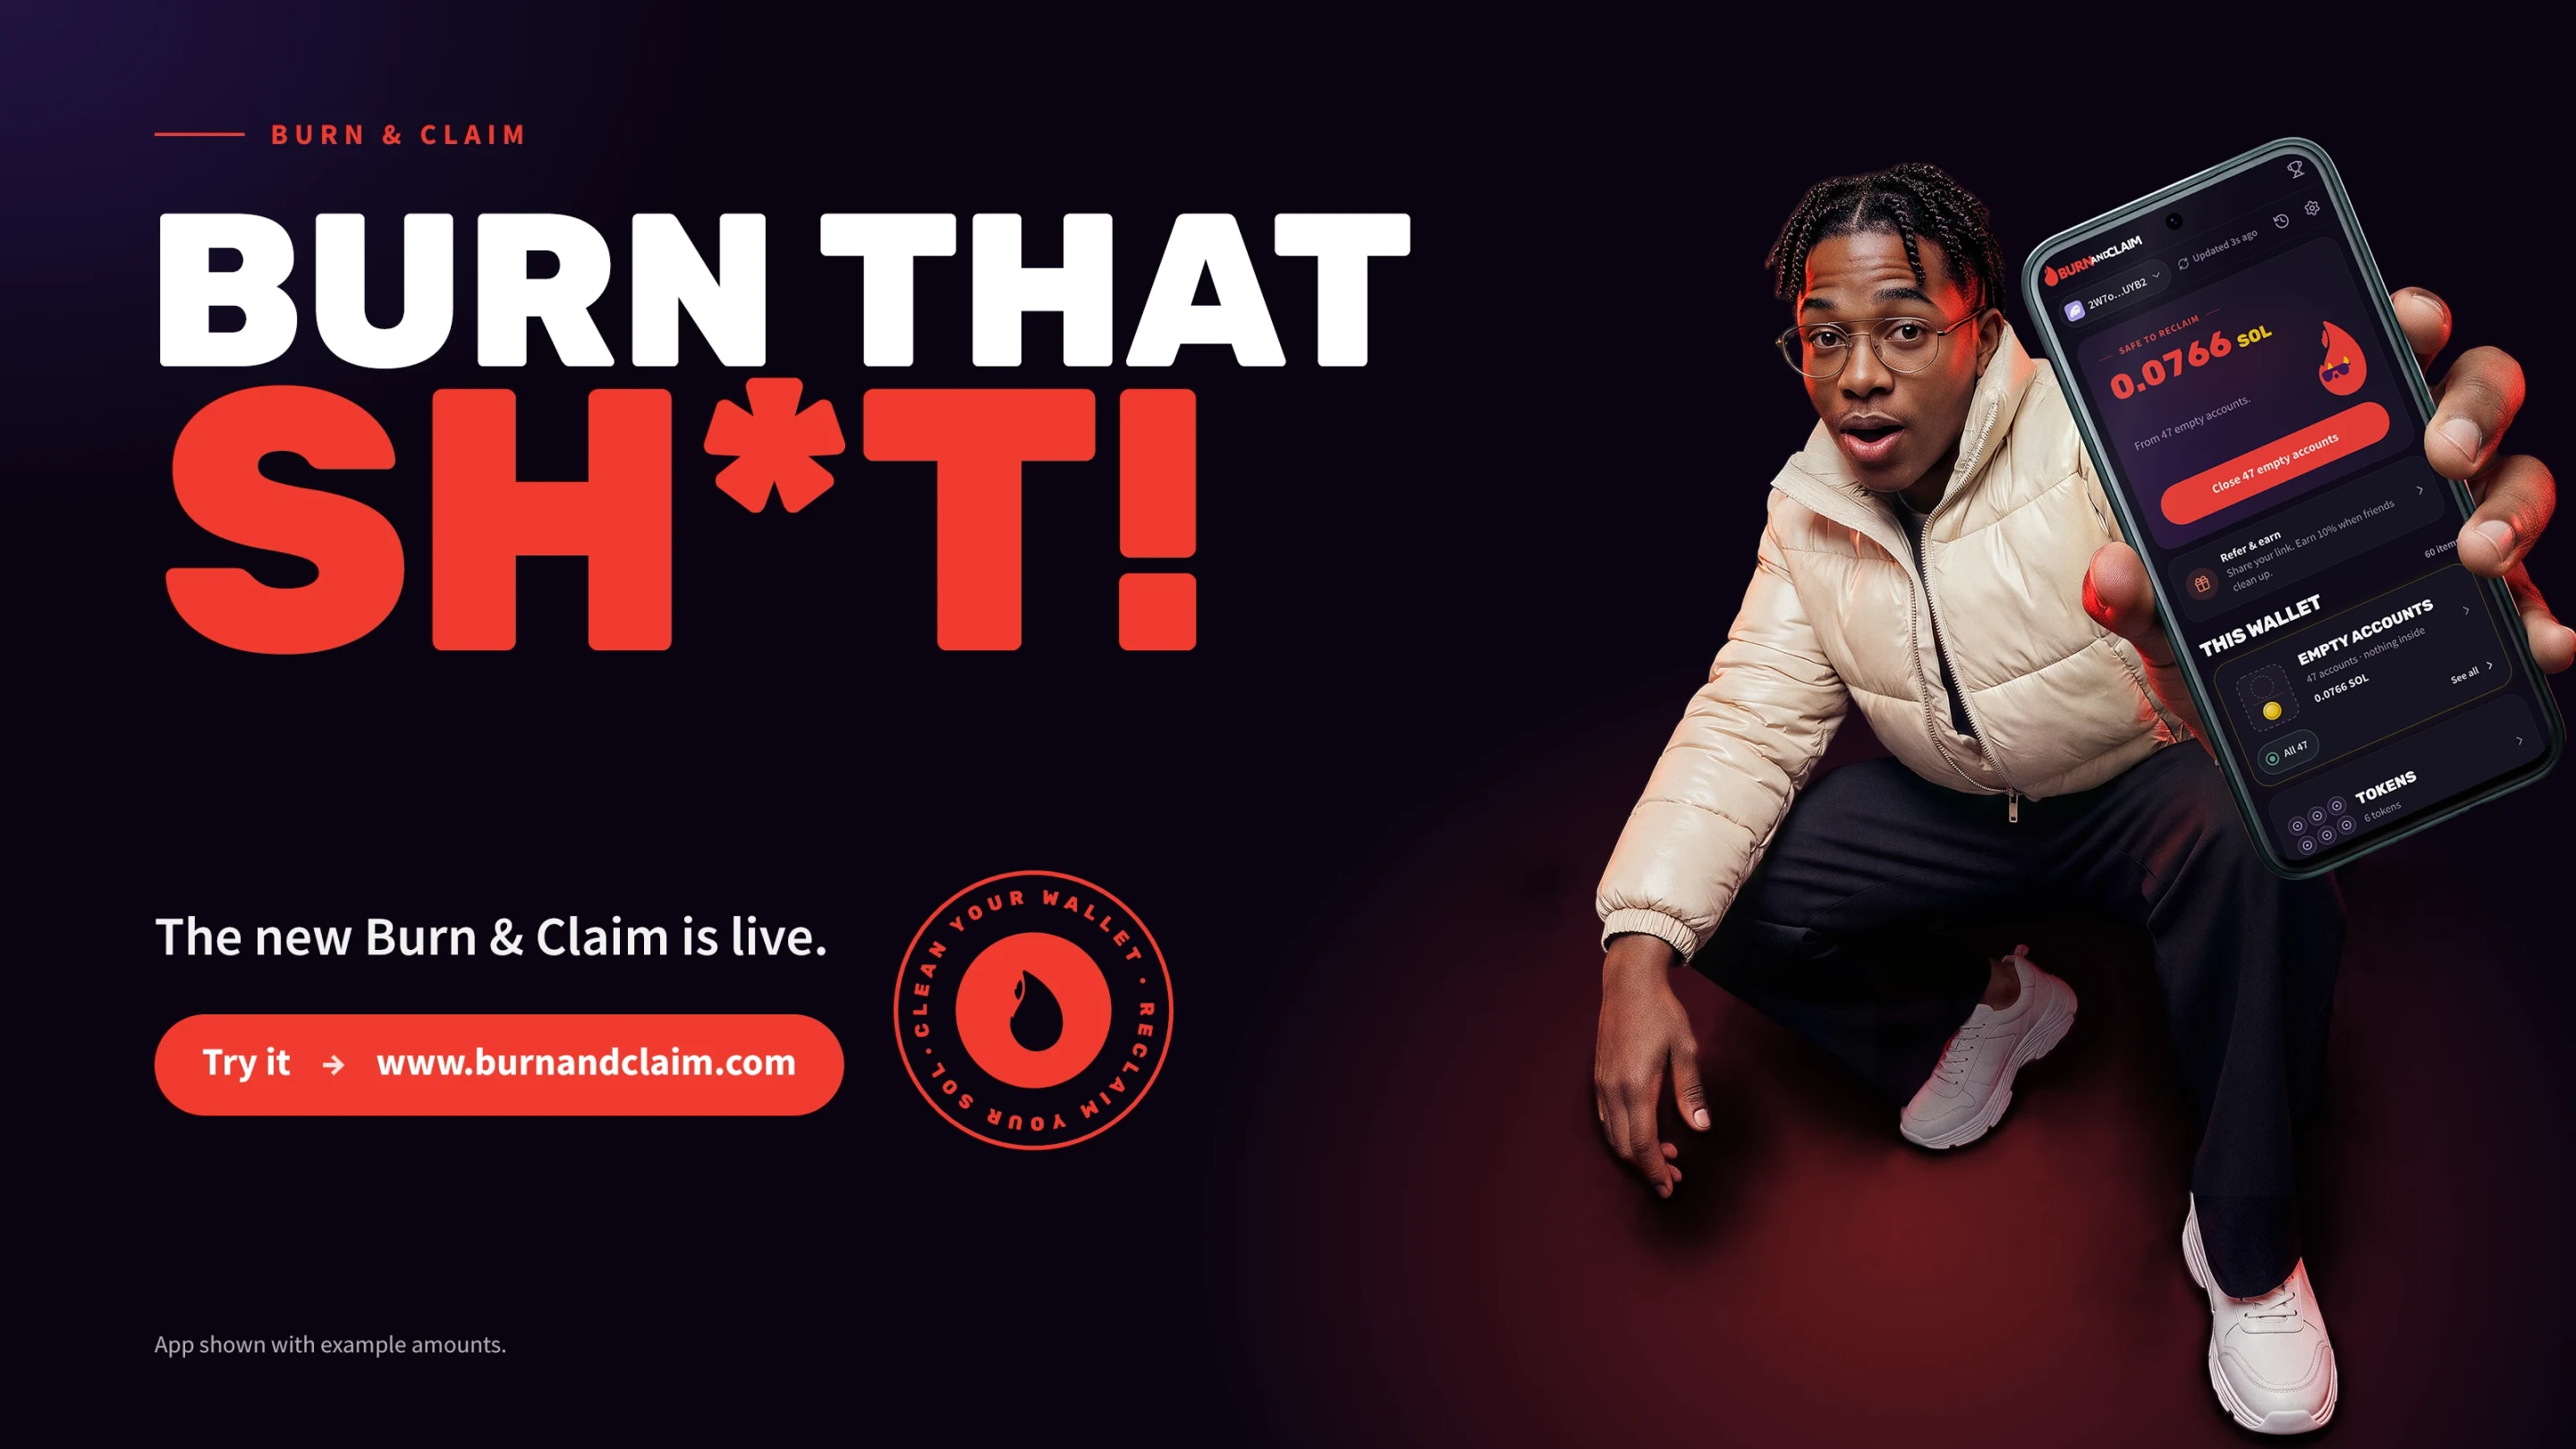 BURN & CLAIM
BURN THAT
SH*T!
The new Burn & Claim is live.
Try it → www.burnandclaim.com
CLEAN YOUR WALLET · RECLAIM YOUR SOL ·
App shown with example amounts.
BURNANDCLAIM
2W7o...UYB2
Updated 3s ago
SAFE TO RECLAIM
0.0766 SOL
From 47 empty accounts.
Close 47 empty accounts
Refer & earn
Share your link. Earn 10% when friends
clean up.
THIS WALLET
EMPTY ACCOUNTS
47 accounts · nothing inside
0.0766 SOL
See all
All 47
TOKENS
6 tokens